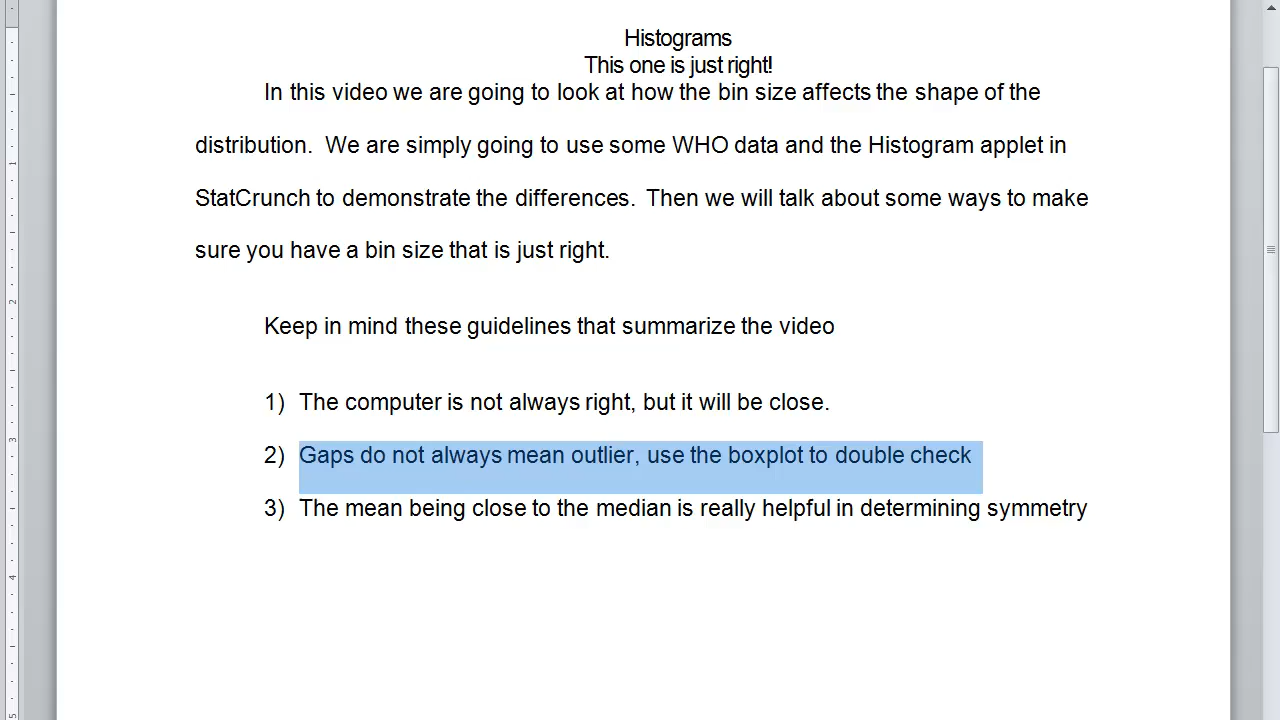 Histograms
This one is just right!
In this video we are going to look at how the bin size affects the shape of the
distribution.  We are simply going to use some WHO data and the Histogram applet in
StatCrunch to demonstrate the differences.  Then we will talk about some ways to make
sure you have a bin size that is just right.
Keep in mind these guidelines that summarize the video
1) The computer is not always right, but it will be close.
2) Gaps do not always mean outlier, use the boxplot to double check
3) The mean being close to the median is really helpful in determining symmetry
1
2
3
4
5